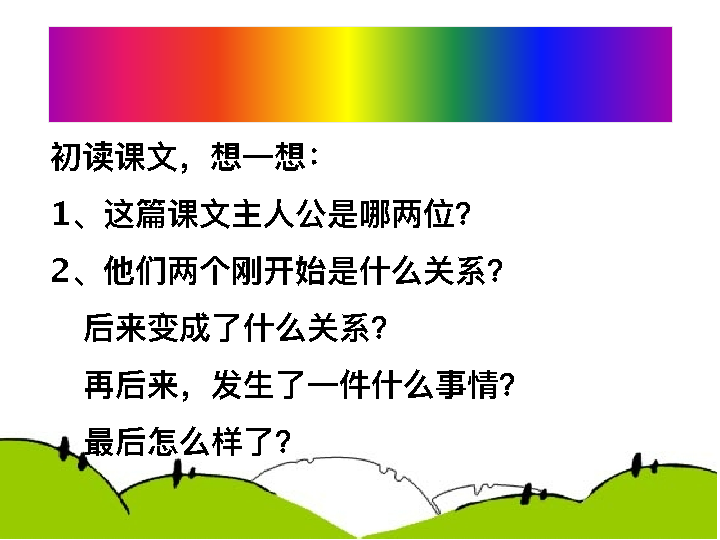 初读课文，想一想：
1、这篇课文主人公是哪两位？
2、他们两个刚开始是什么关系？
后来变成了什么关系？
再后来，发生了一件什么事情？
最后怎么样了？